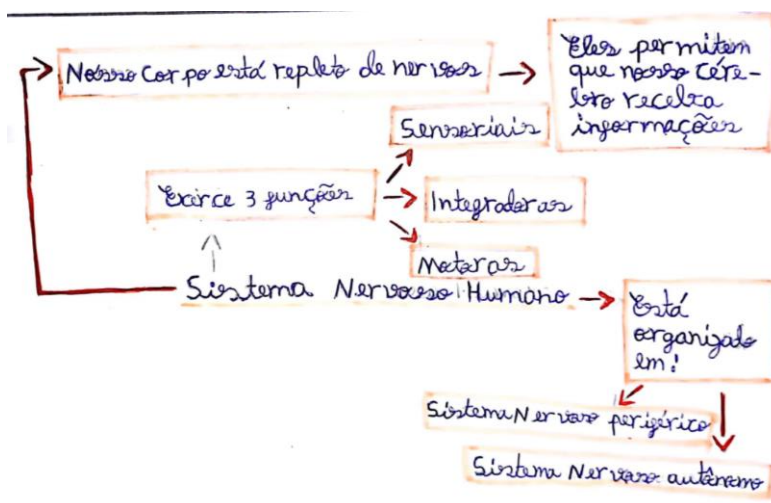 Nosso Corpo está repleto de nervos
Eles permitem
que nosso cére-
bro receba
informações
Sensoriais
Exerce 3 funções
Integradoras
Motoras
Sistema Nervoso Humano
Está
organizado
em:
Sistema Nervoso periférico
Sistema Nervoso autônomo